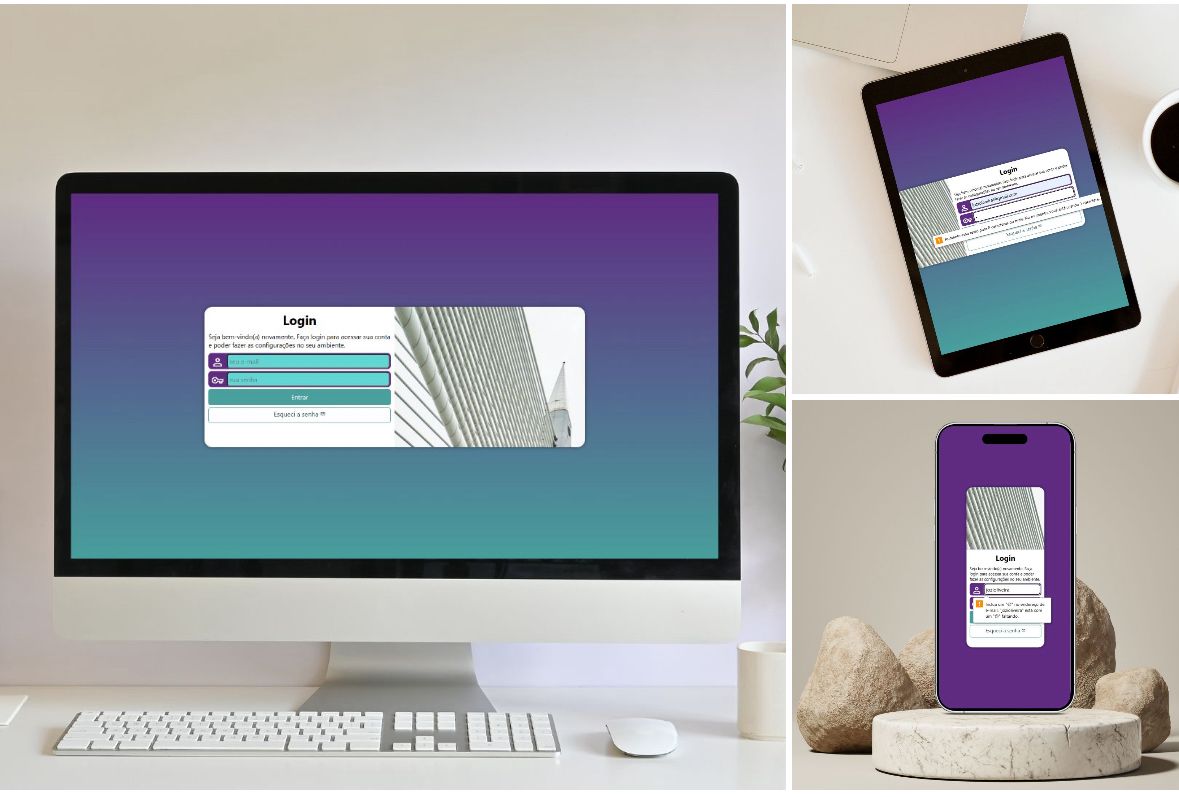 Login
Seja bem-vindo(a) novamente. Faça login para acessar sua conta
e poder fazer as configurações no seu ambiente.
seu e-mail
sua senha
Entrar
Esqueci a senha
Login
Esqueci a senha
Login
Seja bem-vindo(a) novamente. Faça
login para acessar sua conta e poder
fazer as configurações no seu ambiente.
jozioliveira
Inclua um "@" no endereço de
e-mail. "jozioliveira" está com
um "@" faltando.
Esqueci a senha